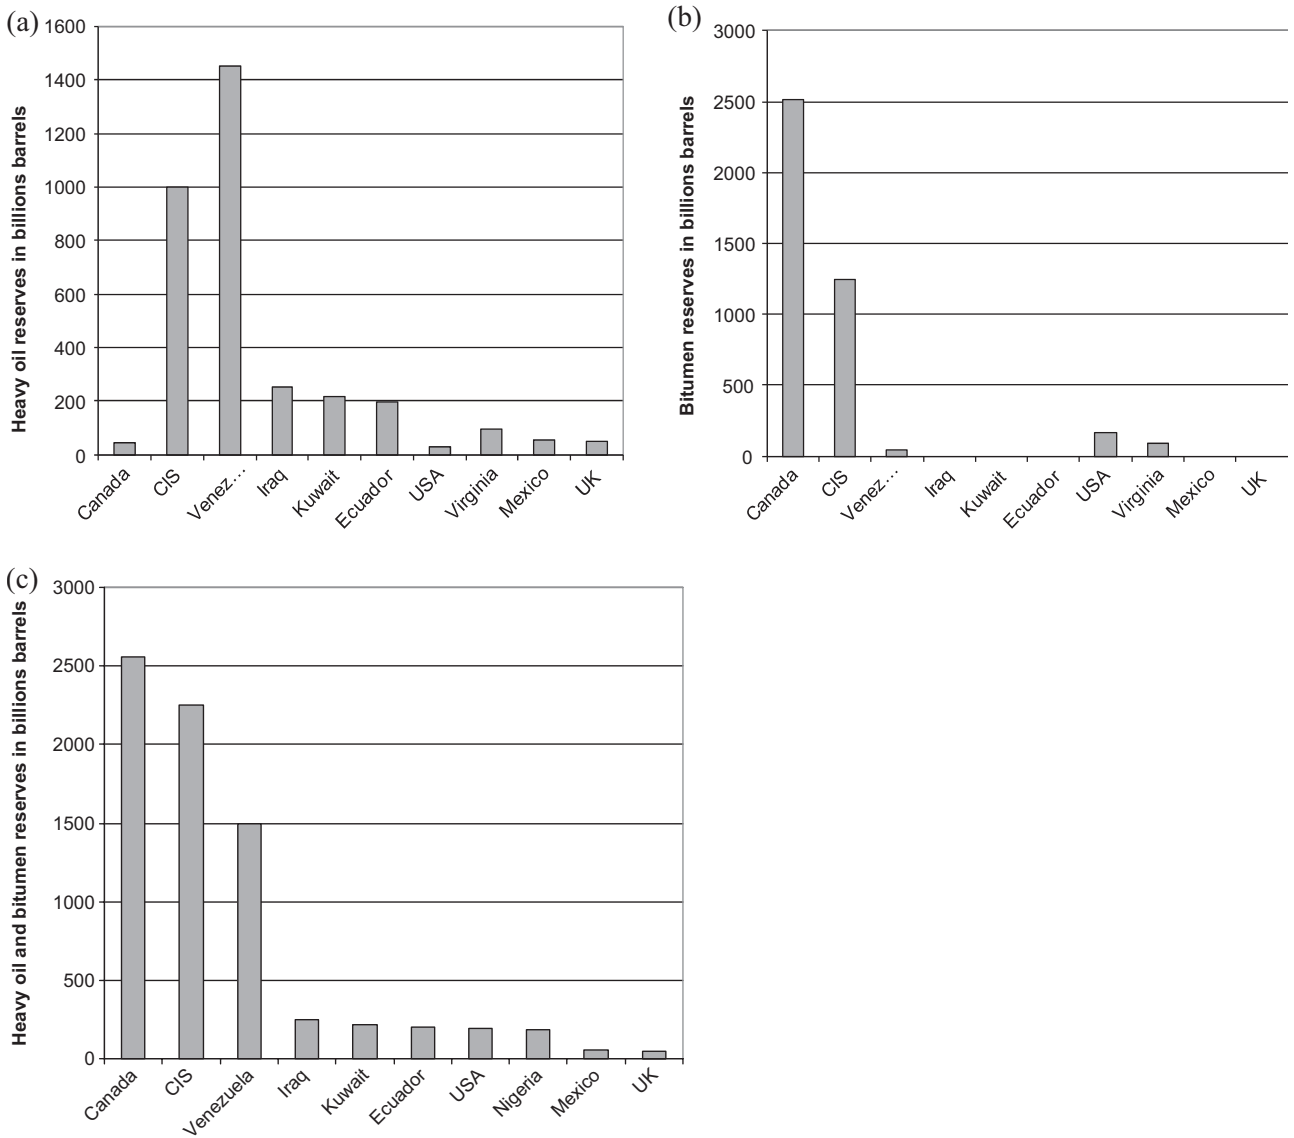 (a)
Heavy oil reserves in billions barrels
1600
1400
1200
1000
800
600
400
200
0
Canada
CIS
Venez...
Iraq
Kuwait
Ecuador
USA
Virginia
Mexico
UK
(b)
Bitumen reserves in billions barrels
3000
2500
2000
1500
1000
500
0
Canada
CIS
Venez...
Iraq
Kuwait
Ecuador
USA
Virginia
Mexico
UK
(c)
Heavy oil and bitumen reserves in billions barrels
3000
2500
2000
1500
1000
500
0
Canada
CIS
Venezuela
Iraq
Kuwait
Ecuador
USA
Nigeria
Mexico
UK